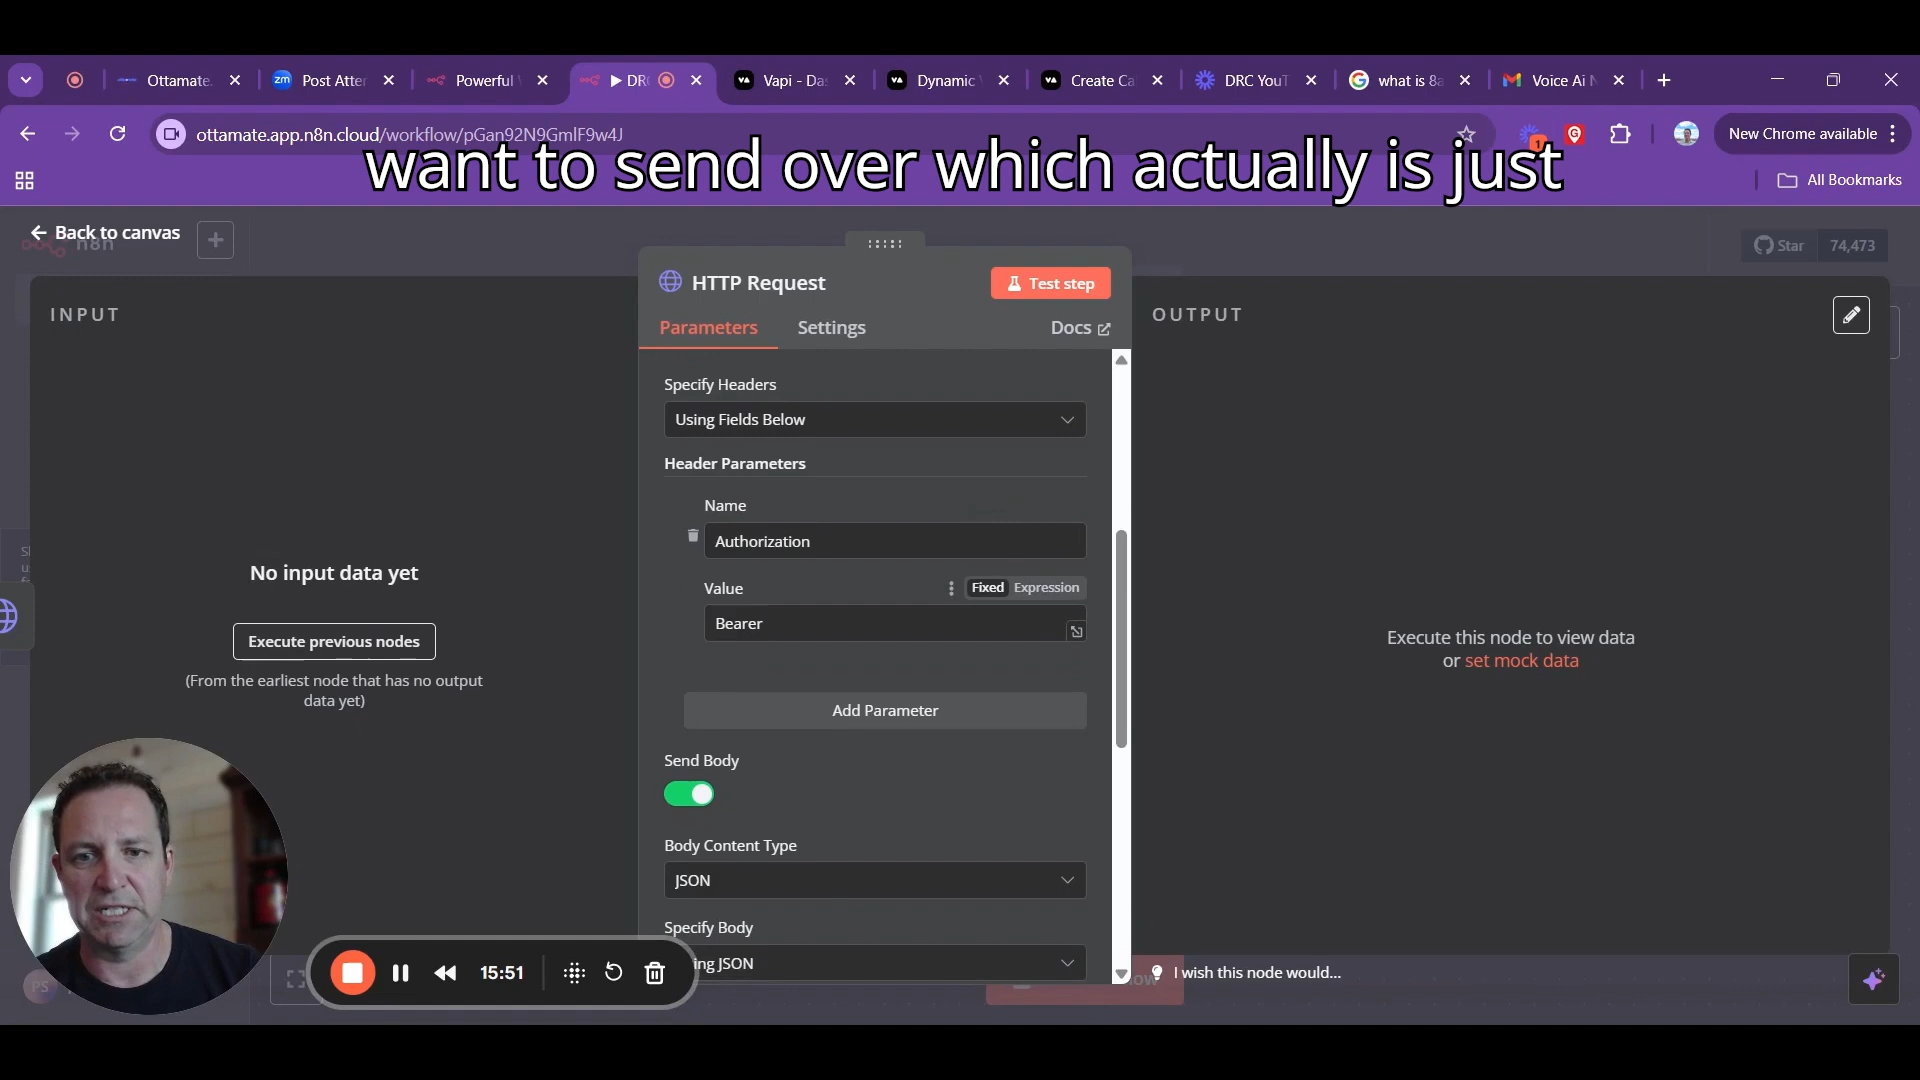 Ottamate.
Post Atter
Powerful
DRC
Vapi - Da
Dynamic
Create Ca
DRC YouT
what is 8a
Voice Ai N
ottamate.app.n8n.cloud/workflow/pGan92N9GmlF9w4J
New Chrome available
want to send over which actually is just
All Bookmarks
Back to canvas
n8n
Star 74,473
HTTP Request
Test step
INPUT
Parameters
Settings
Docs
OUTPUT
Specify Headers
Using Fields Below
Header Parameters
Name
Authorization
Value
Fixed
Expression
Bearer
No input data yet
Execute previous nodes
(From the earliest node that has no output
data yet)
Execute this node to view data
or set mock data
Add Parameter
Send Body
Body Content Type
JSON
Specify Body
ing JSON
15:51
I wish this node would...
PS